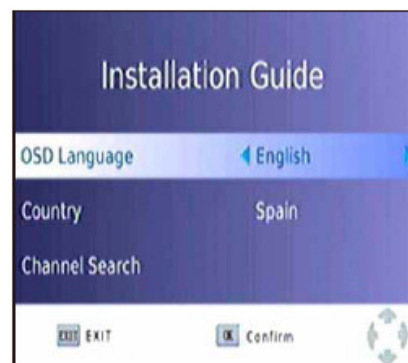 Installation Guide
OSD Language English
Country Spain
Channel Search
EXIT EXIT OK Confirm